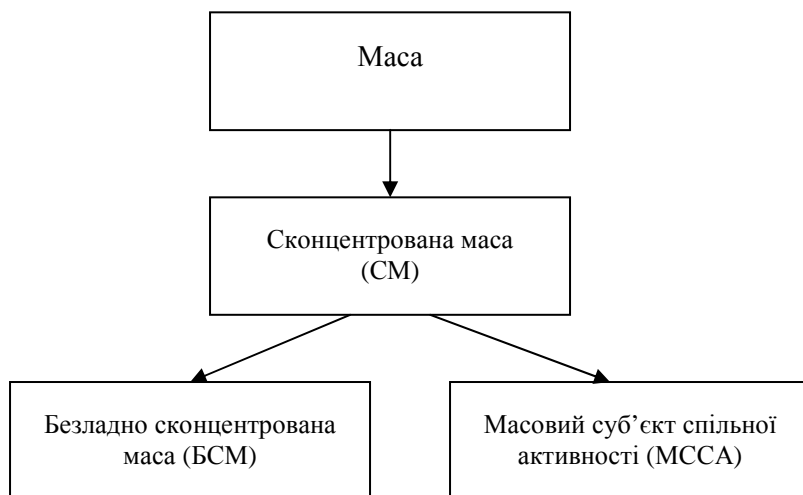 Маса
Сконцентрована маса
(СМ)
Безладно сконцентрована
маса (БСМ)
Масовий суб’єкт спільної
активності (МССА)